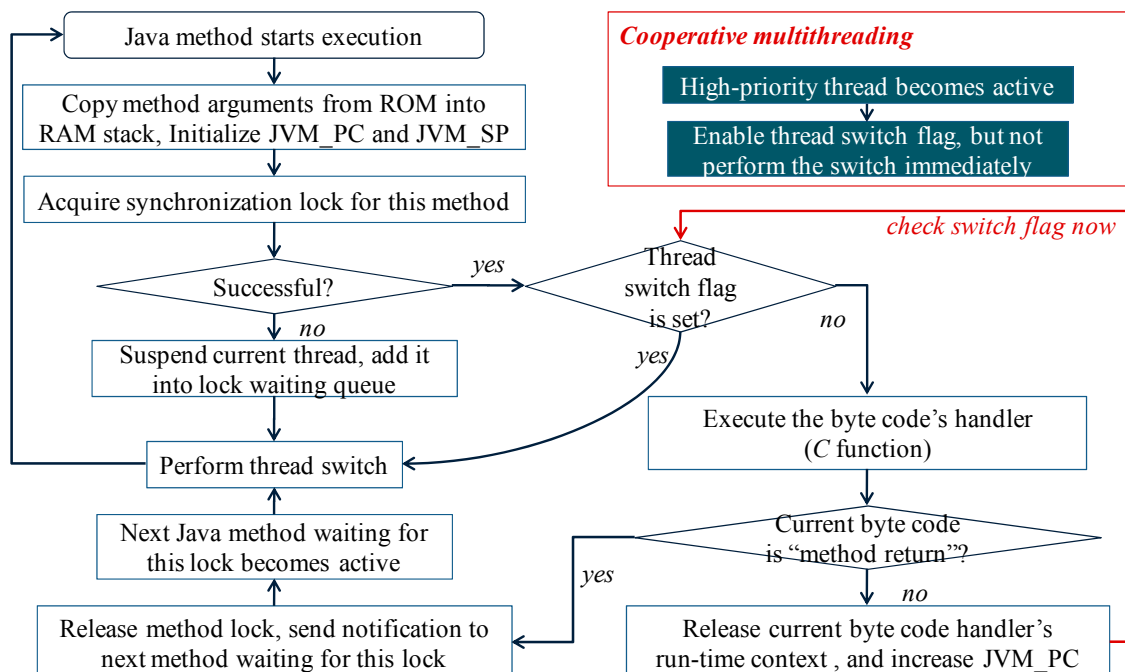 Java method starts execution
Copy method arguments from ROM into
RAM stack, Initialize JVM_PC and JVM_SP
Acquire synchronization lock for this method
Successful?
yes
no
Suspend current thread, add it
into lock waiting queue
Perform thread switch
Next Java method waiting for
this lock becomes active
Release method lock, send notification to
next method waiting for this lock
Cooperative multithreading
High-priority thread becomes active
Enable thread switch flag, but not
perform the switch immediately
check switch flag now
Thread
switch flag
is set?
no
yes
Execute the byte code’s handler
(C function)
Current byte code
is “method return”?
yes
no
Release current byte code handler’s
run-time context , and increase JVM_PC